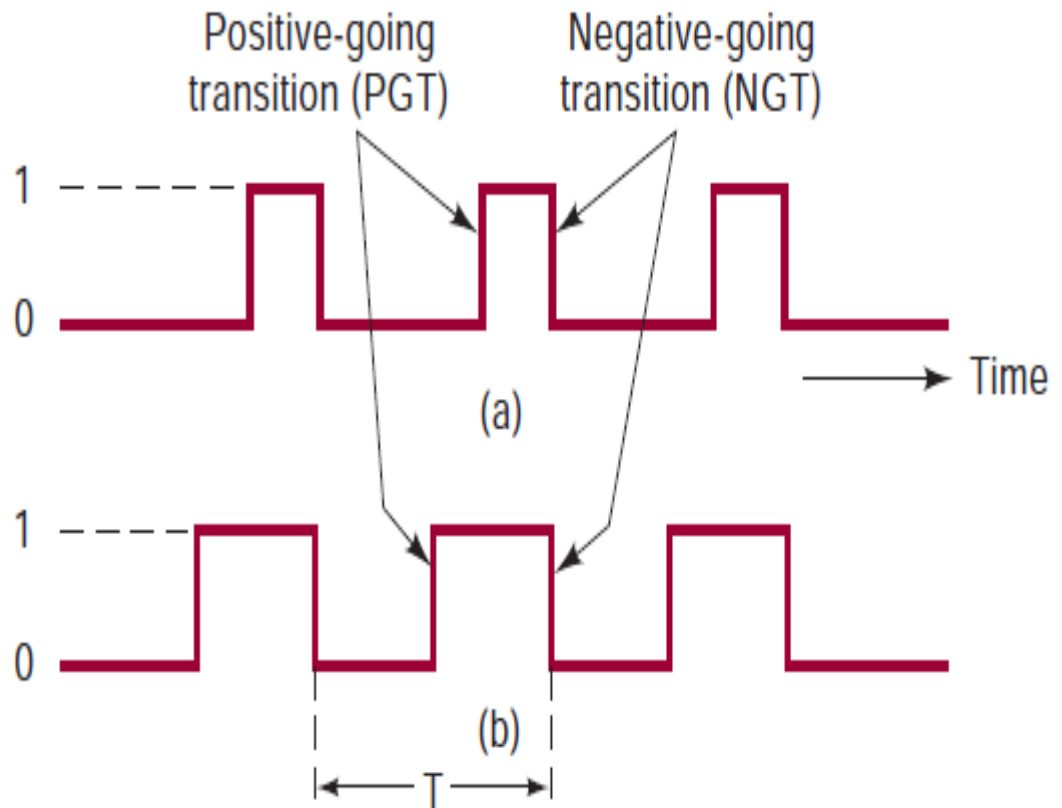 Positive-going
transition (PGT)
Negative-going
transition (NGT)
1
0
Time
(a)
1
0
(b)
T